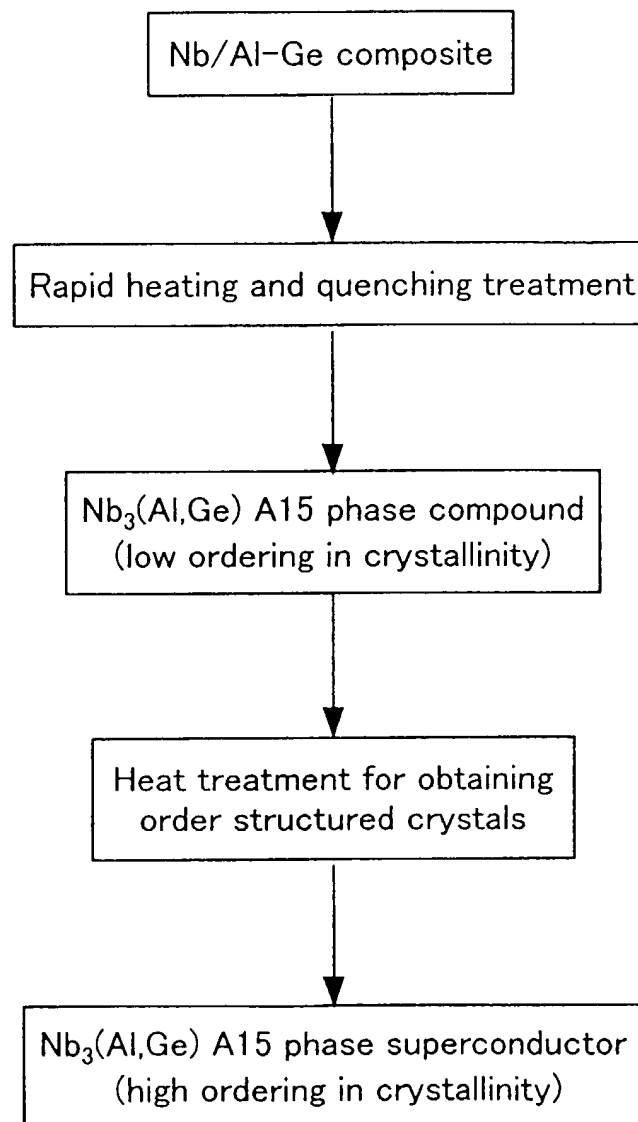 Nb/Al-Ge composite
Rapid heating and quenching treatment
Nb₃(Al,Ge) A15 phase compound
(low ordering in crystallinity)
Heat treatment for obtaining
order structured crystals
Nb₃(Al,Ge) A15 phase superconductor
(high ordering in crystallinity)